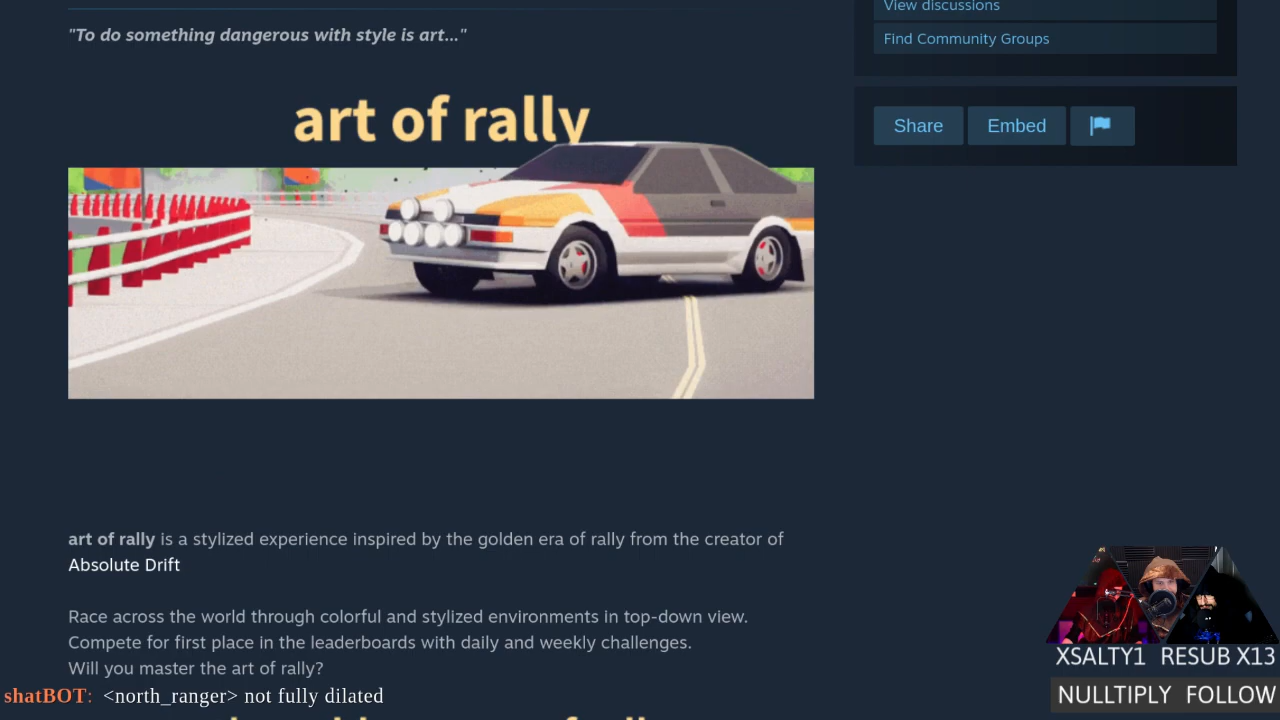 View discussions
"To do something dangerous with style is art..."
Find Community Groups
art of rally
Share Embed
art of rally is a stylized experience inspired by the golden era of rally from the creator of
Absolute Drift
Race across the world through colorful and stylized environments in top-down view.
Compete for first place in the leaderboards with daily and weekly challenges.
Will you master the art of rally?
XSALTY1 RESUB X13
shatBOT: <north_ranger> not fully dilated
NULLTIPLY FOLLOW